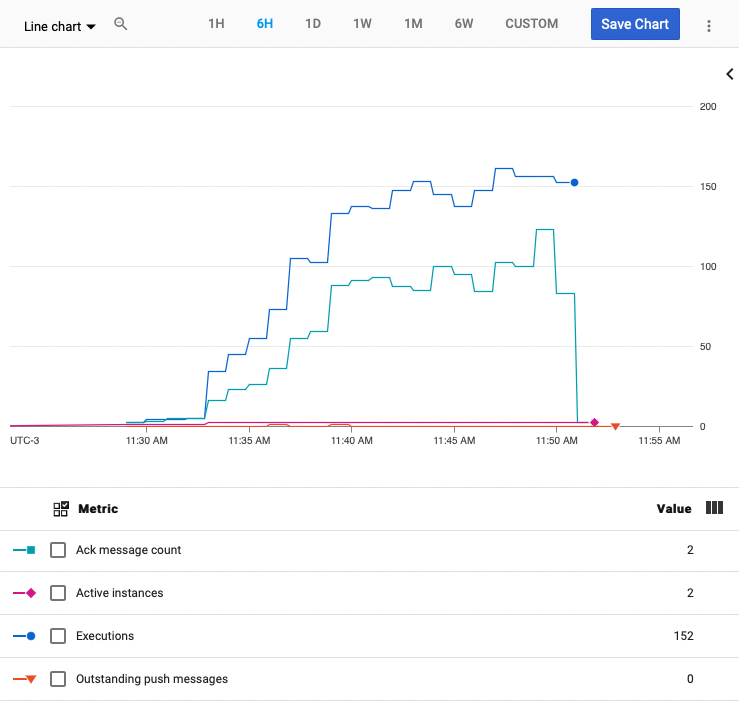 Line chart 1H 6H 1D 1W 1M 6W CUSTOM Save Chart
200
150
100
50
0
UTC-3 11:30 AM 11:35 AM 11:40 AM 11:45 AM 11:50 AM 11:55 AM
Metric Value
Ack message count 2
Active instances 2
Executions 152
Outstanding push messages 0